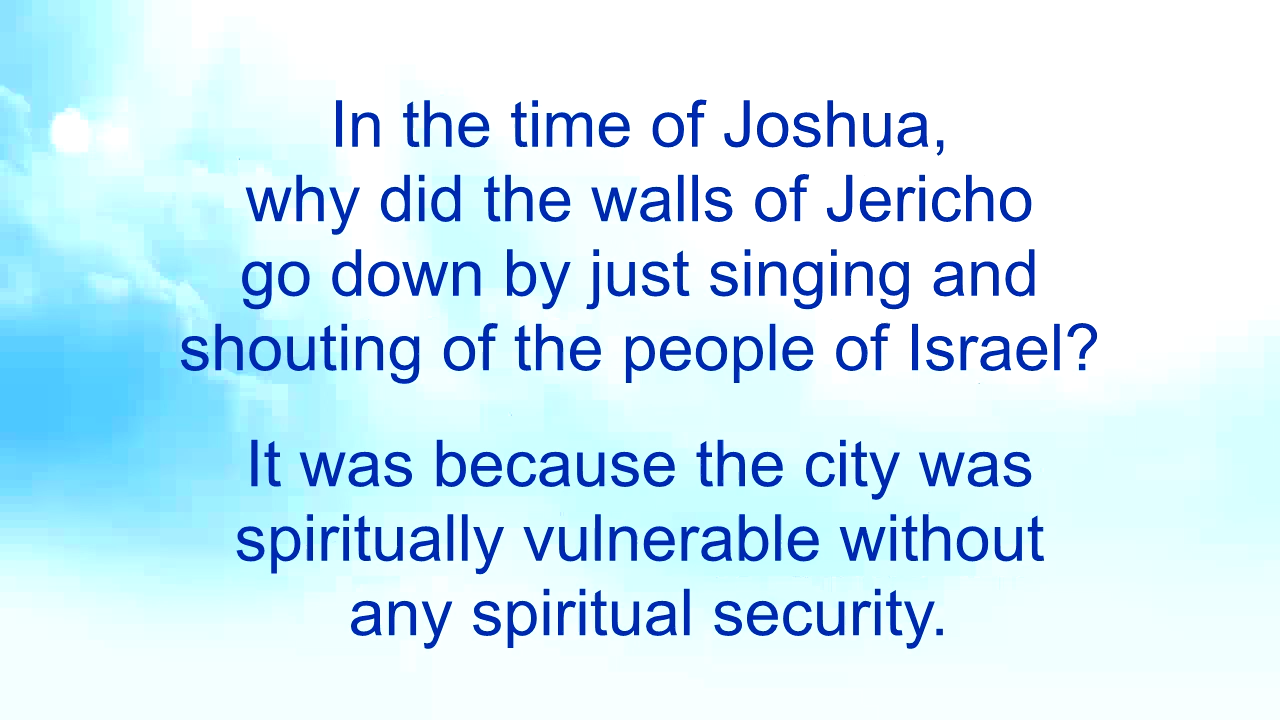 In the time of Joshua,
why did the walls of Jericho
go down by just singing and
shouting of the people of Israel?
It was because the city was
spiritually vulnerable without
any spiritual security.